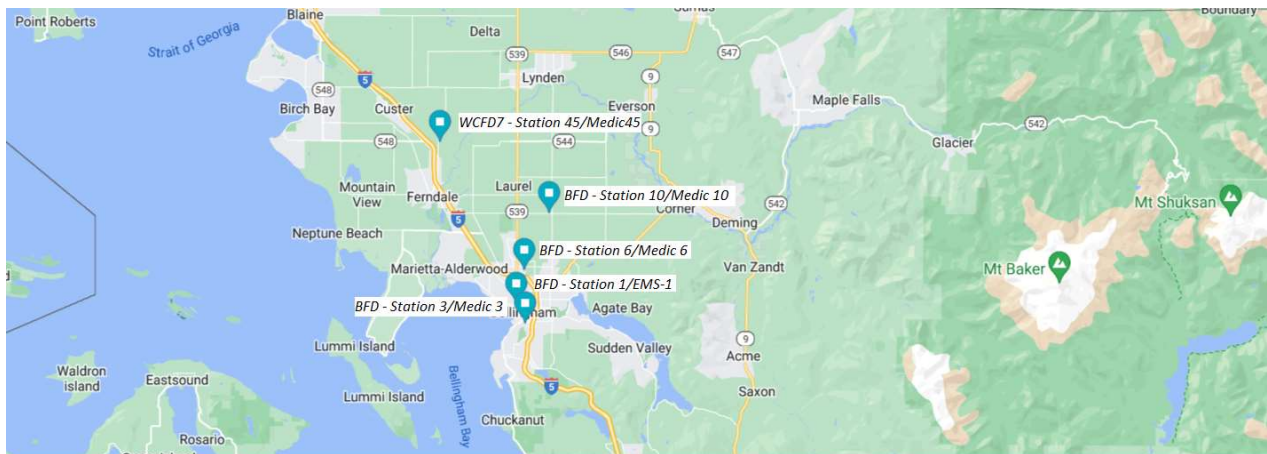 Point Roberts
Blaine
Strait of Georgia
Delta
Sumas
Boundary
539
546
547
5
9
Lynden
548
Birch Bay
Custer
Everson
Maple Falls
WCFD7 - Station 45/Medic45
9
542
548
544
Glacier
Mountain
View
Laurel
Ferndale
BFD - Station 10/Medic 10
Mt Shuksan
539
5
Corner
Deming
542
Neptune Beach
BFD - Station 6/Medic 6
Marietta-Alderwood
Van Zandt
Mt Baker
BFD - Station 1/EMS-1
BFD - Station 3/Medic 3
llingham
Agate Bay
Lummi Island
Sudden Valley
9
Acme
Waldron
island
Eastsound
Bellingham
Bay
5
Saxon
Lummi
Island
Chuckanut
Rosario